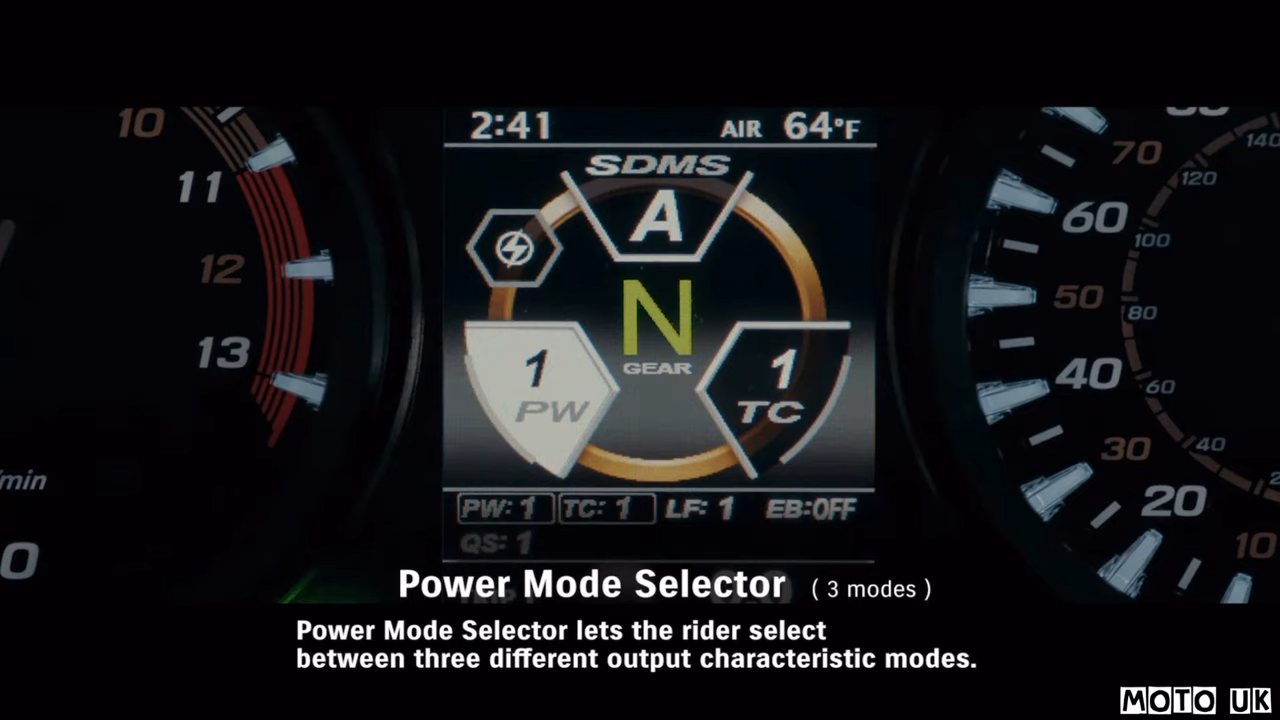 10
11
12
13
/min
0
2:41 AIR 64°F
SDMS
A
N
GEAR
1
PW
1
TC
PW: 1 TC: 1 LF: 1 EB:OFF
QS: 1
70
60
50
40
30
20
10
140
120
100
80
60
40
Power Mode Selector ( 3 modes )
Power Mode Selector lets the rider select
between three different output characteristic modes.
MOTO UK